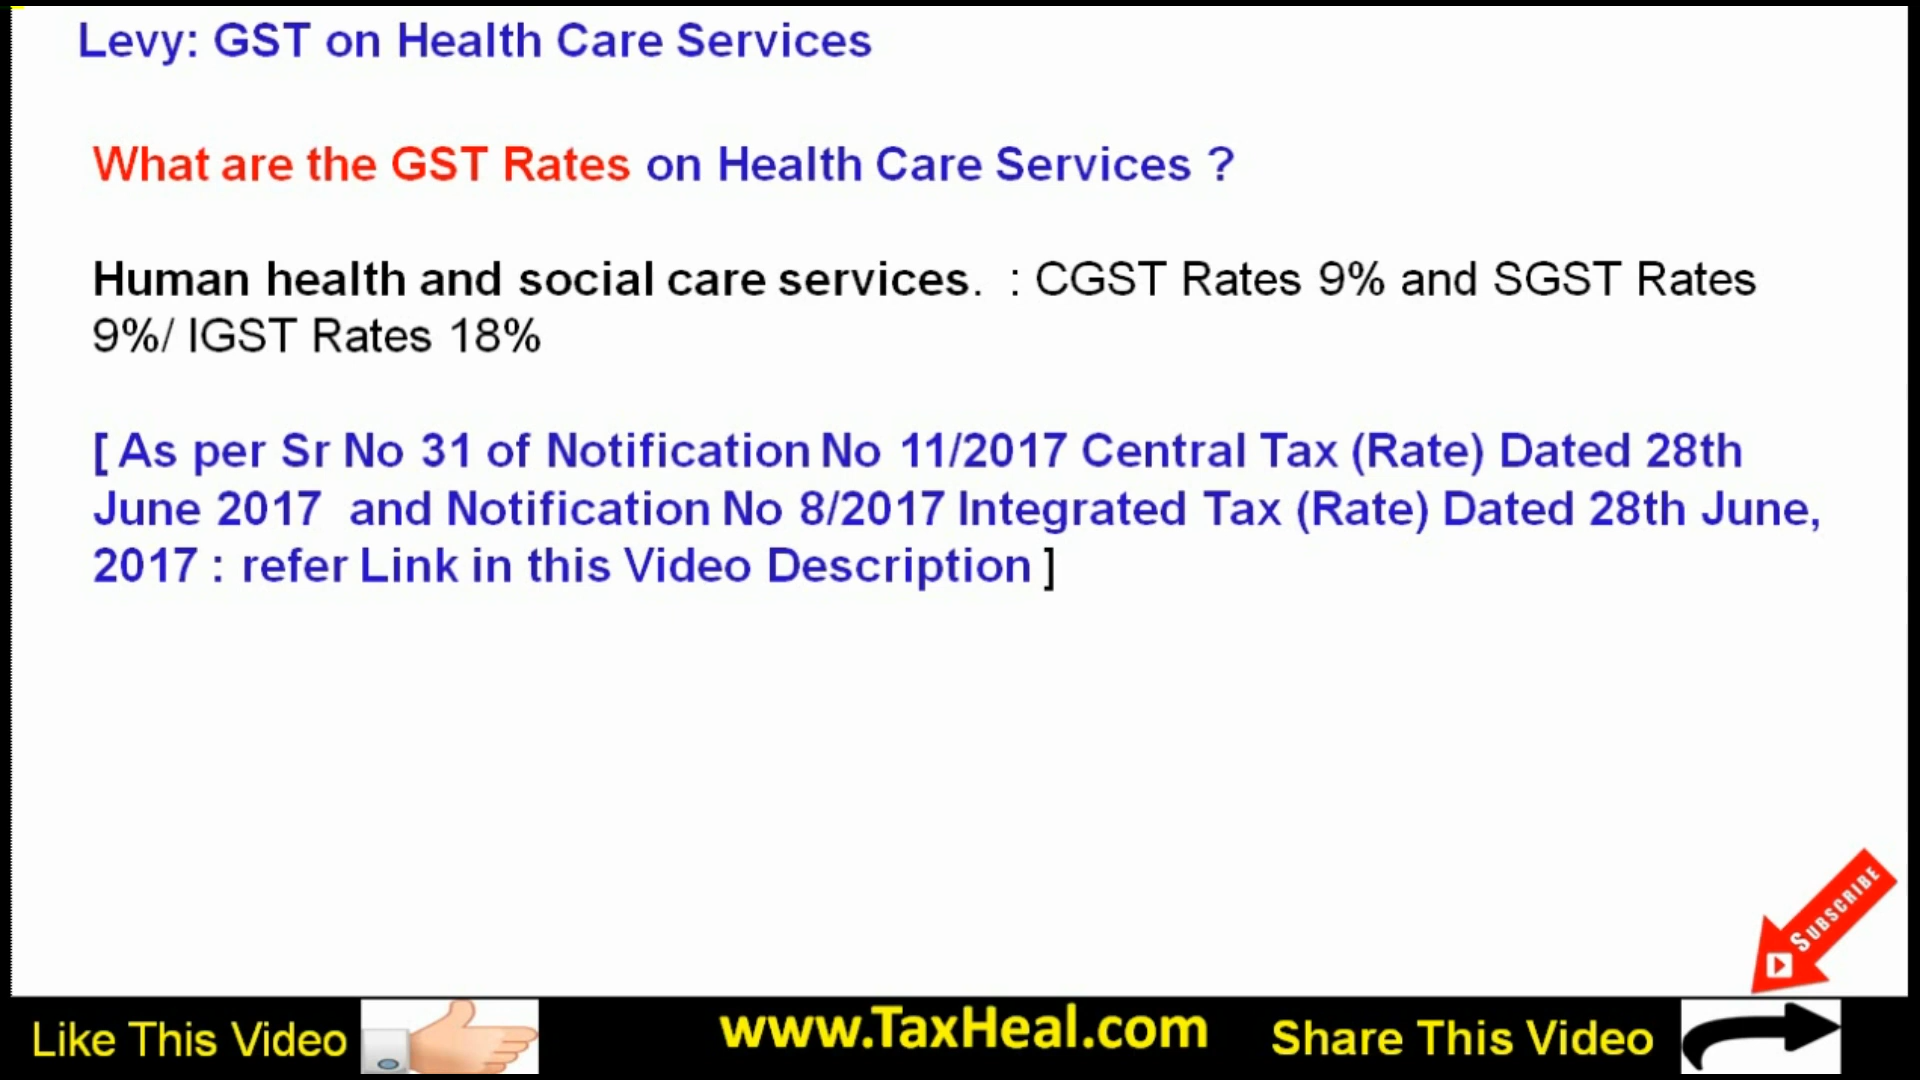 Levy: GST on Health Care Services
What are the GST Rates on Health Care Services ?
Human health and social care services. : CGST Rates 9% and SGST Rates
9%/ IGST Rates 18%
[ As per Sr No 31 of Notification No 11/2017 Central Tax (Rate) Dated 28th
June 2017 and Notification No 8/2017 Integrated Tax (Rate) Dated 28th June,
2017 : refer Link in this Video Description ]
SUBSCRIBE
Like This Video
www.TaxHeal.com
Share This Video